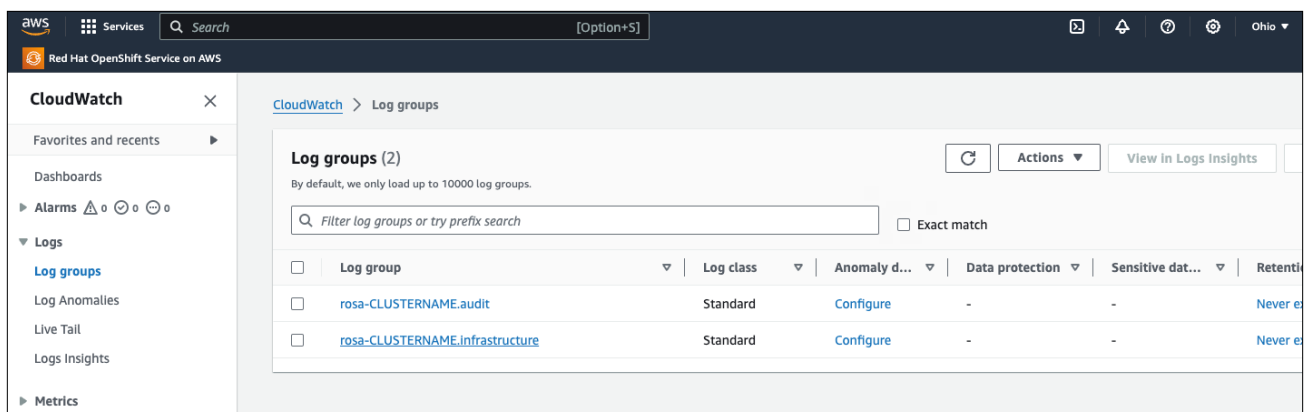 aws Services Search [Option+S] Ohio
Red Hat OpenShift Service on AWS
CloudWatch
Favorites and recents
Dashboards
Alarms 0 0 0
Logs
Log groups
Log Anomalies
Live Tail
Logs Insights
Metrics
CloudWatch > Log groups
Log groups (2)
Actions View in Logs Insights
By default, we only load up to 10000 log groups.
Filter log groups or try prefix search Exact match
Log group Log class Anomaly d... Data protection Sensitive dat... Retentio
rosa-CLUSTERNAME.audit Standard Configure - - Never e
rosa-CLUSTERNAME.infrastructure Standard Configure - - Never e